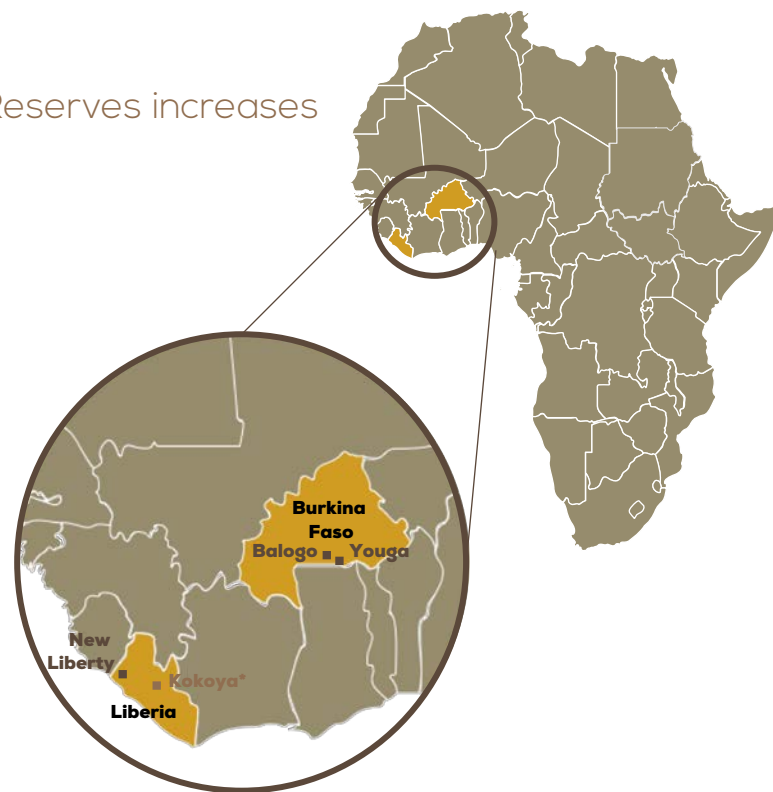 Reserves increases
Burkina
Faso
Balogo
Youga
New
Liberty
Kokoya*
Liberia